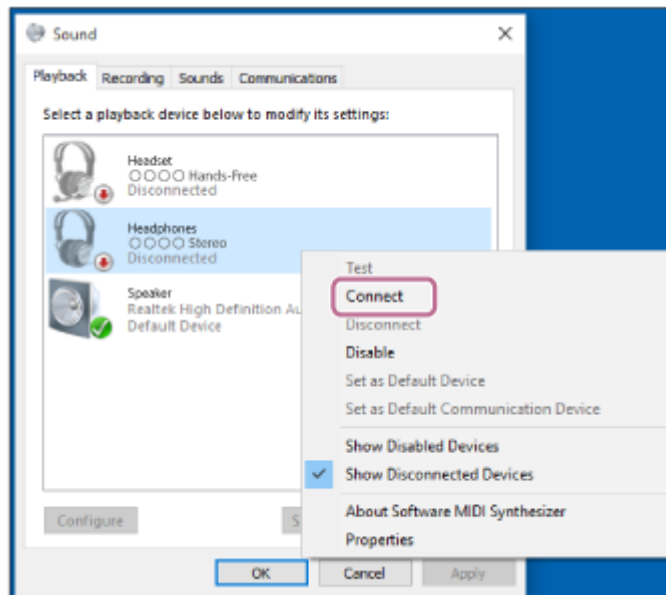 Sound
Playback Recording Sounds Communications
Select a playback device below to modify its settings:
Headset
○○○○ Hands-Free
Disconnected
Headphones
○○○○ Stereo
Disconnected
Speaker
Realtek High Definition Au
Default Device
Test
Connect
Disconnect
Disable
Set as Default Device
Set as Default Communication Device
Show Disabled Devices
Show Disconnected Devices
About Software MIDI Synthesizer
Properties
Configure S
OK Cancel Apply